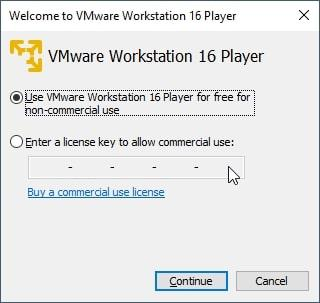 Welcome to VMware Workstation 16 Player
VMware Workstation 16 Player
Use VMware Workstation 16 Player for free for
non-commercial use
Enter a license key to allow commercial use:
- - - -
Buy a commercial use license
Continue Cancel